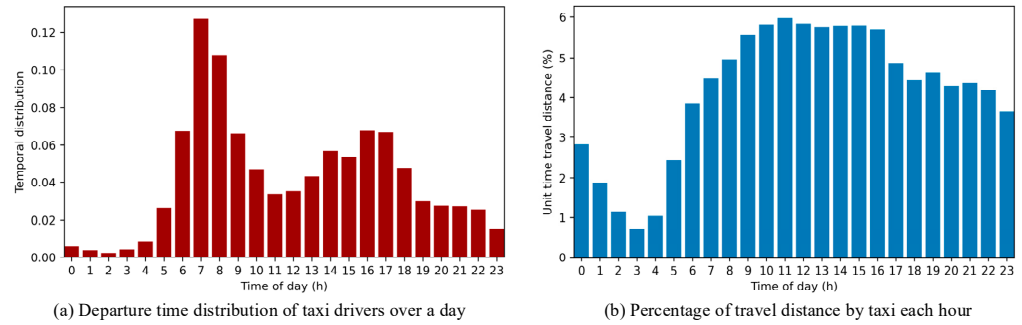 0.12
0.10
0.08
0.06
0.04
0.02
0.00
Temporal distribution
0 1 2 3 4 5 6 7 8 9 10 11 12 13 14 15 16 17 18 19 20 21 22 23
Time of day (h)
(a) Departure time distribution of taxi drivers over a day
6
5
4
3
2
1
0
Unit time travel distance (%)
0 1 2 3 4 5 6 7 8 9 10 11 12 13 14 15 16 17 18 19 20 21 22 23
Time of day (h)
(b) Percentage of travel distance by taxi each hour